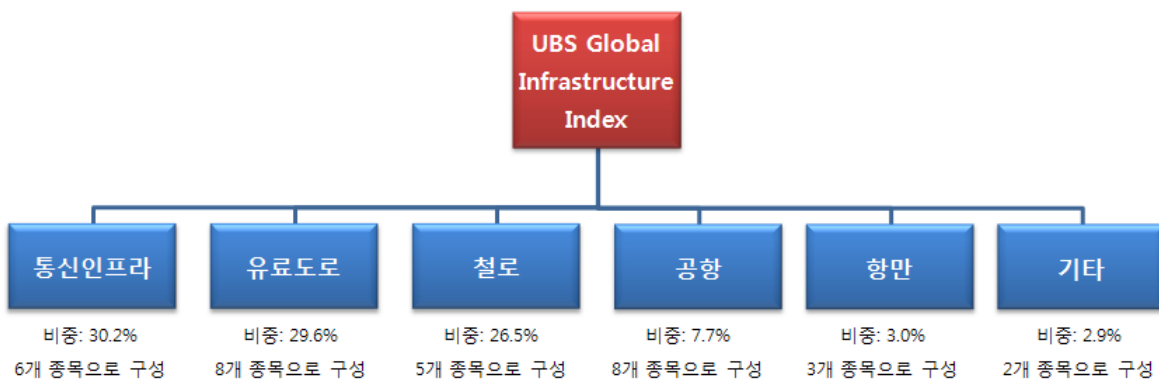 UBS Global
Infrastructure
Index
통신인프라
유료도로
철로
공항
항만
기타
비중: 30.2%
비중: 29.6%
비중: 26.5%
비중: 7.7%
비중: 3.0%
비중: 2.9%
6개 종목으로 구성
8개 종목으로 구성
5개 종목으로 구성
8개 종목으로 구성
3개 종목으로 구성
2개 종목으로 구성